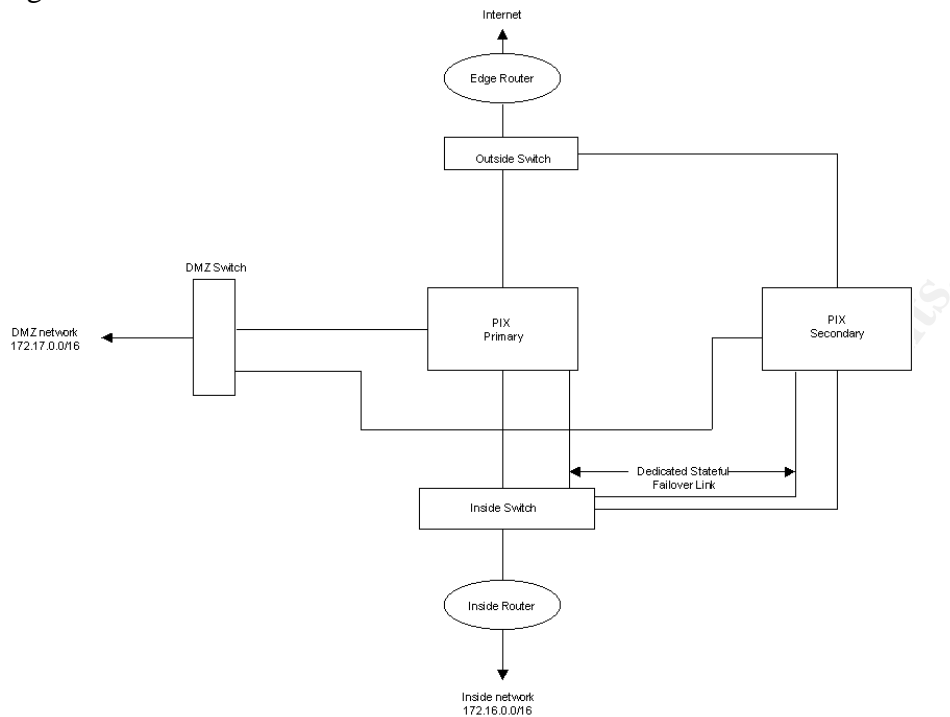 Internet
Edge Router
Outside Switch
DMZ Switch
PIX
Primary
PIX
Secondary
DMZ network
172.17.0.0/16
Dedicated Stateful
Failover Link
Inside Switch
Inside Router
Inside network
172.16.0.0/16